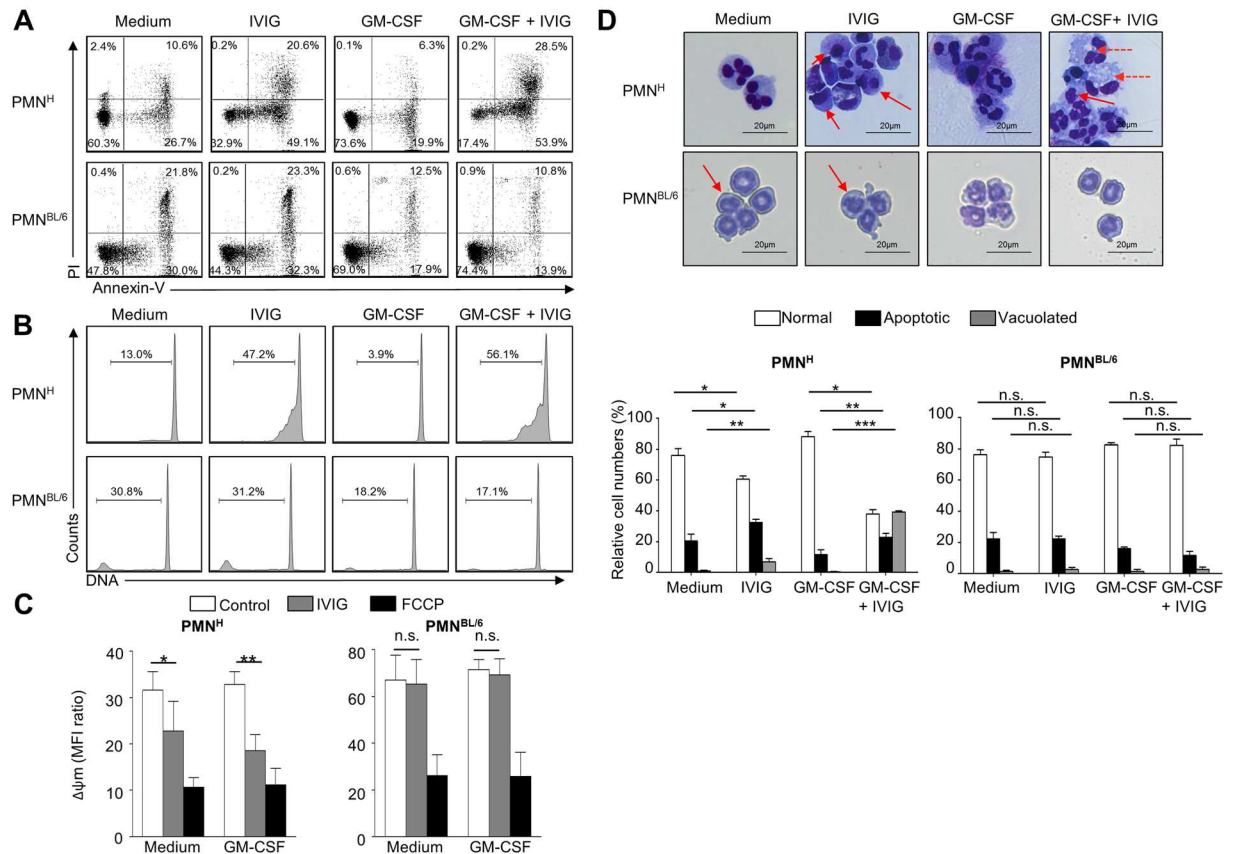 A
Medium IVIG GM-CSF GM-CSF + IVIG
PMNH
2.4% 10.6% 0.2% 20.6% 0.1% 6.3% 0.2% 28.5%
60.3% 26.7% 32.9% 49.1% 73.6% 19.9% 17.4% 53.9%
PMNBL/6
0.4% 21.8% 0.2% 23.3% 0.6% 12.5% 0.9% 10.8%
47.8% 30.0% 44.3% 32.3% 69.0% 17.9% 74.4% 13.9%
PI
Annexin-V
B
Medium IVIG GM-CSF GM-CSF + IVIG
PMNH
13.0% 47.2% 3.9% 56.1%
PMNBL/6
30.8% 31.2% 18.2% 17.1%
Counts
DNA
C
Control IVIG FCCP
PMNH PMNBL/6
* ** n.s. n.s.
Δψm (MFI ratio)
40
30
20
10
0
80
60
40
20
0
Medium GM-CSF Medium GM-CSF
D
Medium IVIG GM-CSF GM-CSF+ IVIG
PMNH
20µm 20µm 20µm 20µm
PMNBL/6
20µm 20µm 20µm 20µm
Normal Apoptotic Vacuolated
PMNH PMNBL/6
* * n.s. n.s.
* ** n.s. n.s.
** *** n.s. n.s.
Relative cell numbers (%)
80
60
40
20
0
80
60
40
20
0
Medium IVIG GM-CSF GM-CSF
+ IVIG
Medium IVIG GM-CSF GM-CSF
+ IVIG